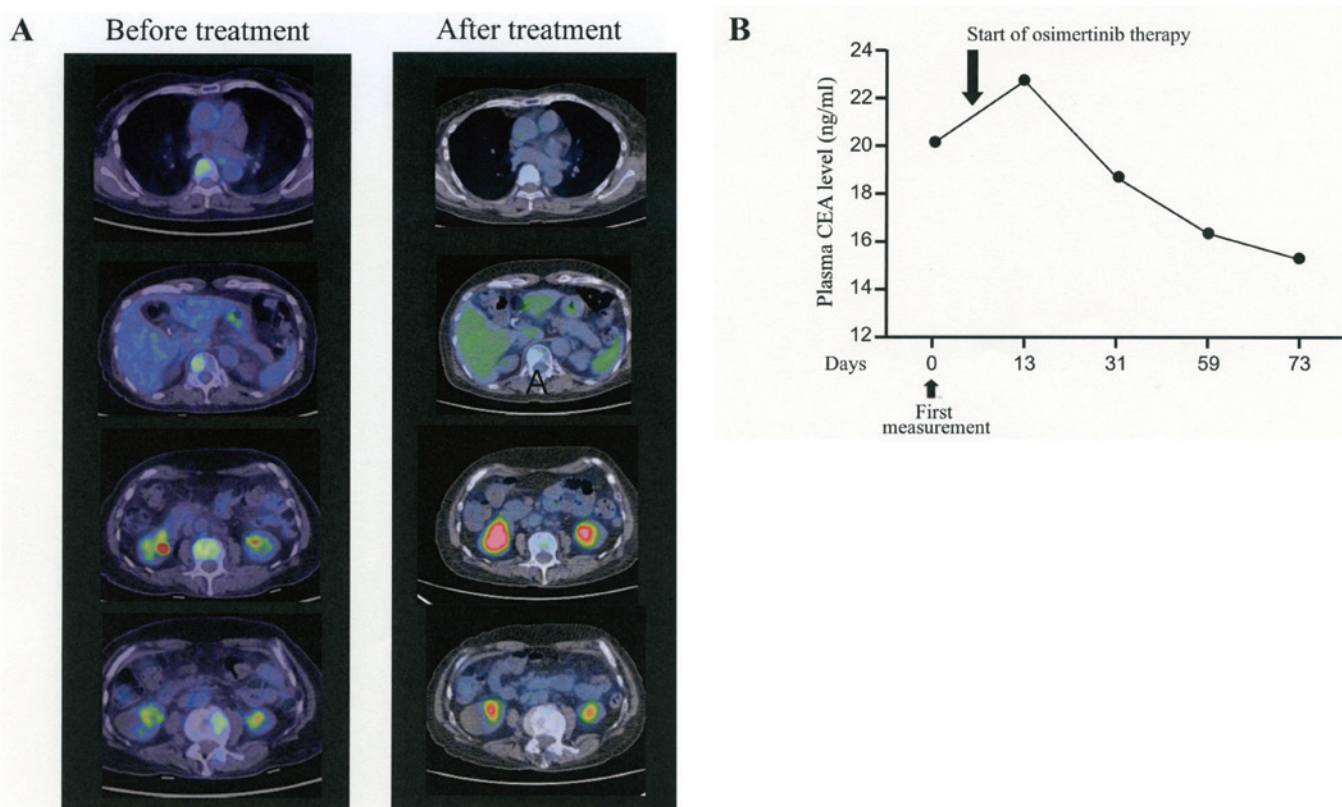 A
Before treatment
After treatment
A
B
Start of osimertinib therapy
Plasma CEA level (ng/ml)
24
22
20
18
16
14
12
Days 0 13 31 59 73
First
measurement